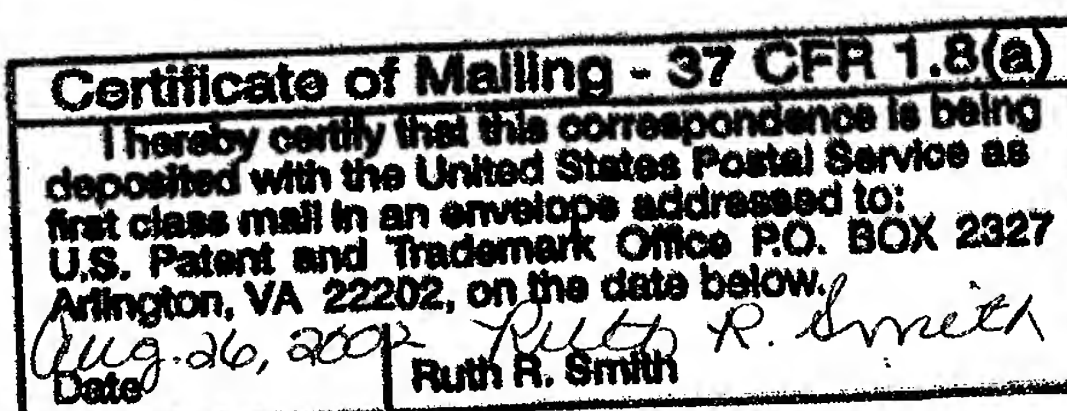 Certificate of Mailing - 37 CFR 1.8(a)
I hereby certify that this correspondence is being
deposited with the United States Postal Service as
first class mail in an envelope addressed to:
U.S. Patent and Trademark Office P.O. BOX 2327
Arlington, VA 22202, on the date below.
Aug. 26, 2002 Ruth R. Smith
Date Ruth R. Smith